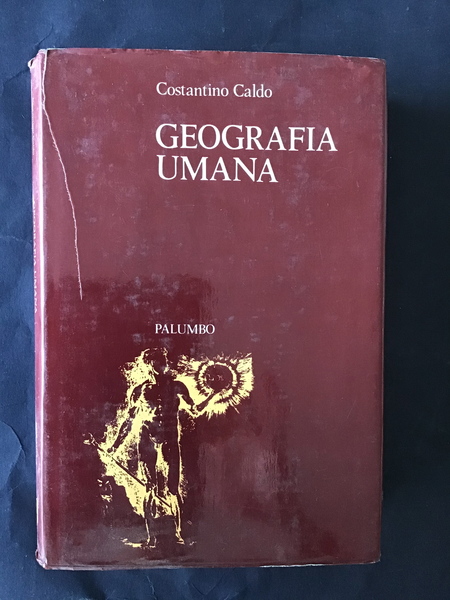 Costantino Caldo
GEOGRAFIA
UMANA
PALUMBO